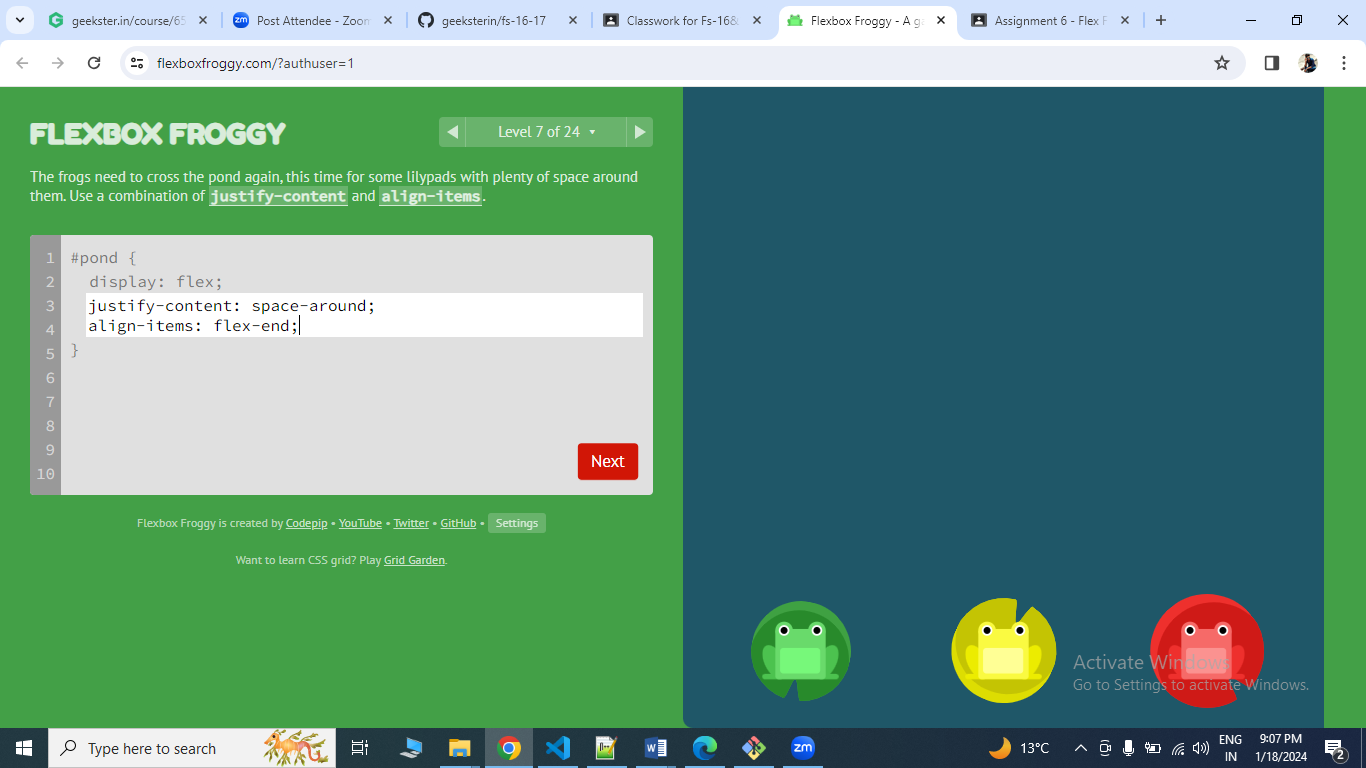 geekster.in/course/65
Post Attendee - Zoom
geeksterin/fs-16-17
Classwork for Fs-16&
Flexbox Froggy - A g
Assignment 6 - Flex F
flexboxfroggy.com/?authuser=1
FLEXBOX FROGGY
Level 7 of 24
The frogs need to cross the pond again, this time for some lilypads with plenty of space around
them. Use a combination of justify-content and align-items.
1 #pond {
2 display: flex;
3 justify-content: space-around;
4 align-items: flex-end;
5 }
6
7
8
9
10
Next
Flexbox Froggy is created by Codepip • YouTube • Twitter • GitHub • Settings
Want to learn CSS grid? Play Grid Garden.
Activate Windows
Go to Settings to activate Windows.
Type here to search
zm
13°C
ENG
IN
9:07 PM
1/18/2024
2